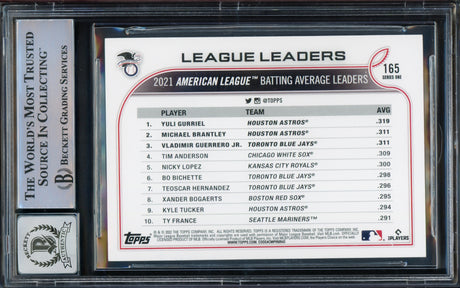 THE WORLD'S MOST TRUSTED
SOURCE IN COLLECTING™
BECKETT GRADING SERVICES
LEAGUE LEADERS
165
SERIES ONE
2021 AMERICAN LEAGUE™ BATTING AVERAGE LEADERS
@TOPPS
PLAYER TEAM AVG
1. YULI GURRIEL HOUSTON ASTROS® .319
2. MICHAEL BRANTLEY HOUSTON ASTROS® .311
3. VLADIMIR GUERRERO JR. TORONTO BLUE JAYS® .311
4. TIM ANDERSON CHICAGO WHITE SOX® .309
5. NICKY LOPEZ KANSAS CITY ROYALS® .300
6. BO BICHETTE TORONTO BLUE JAYS® .298
7. TEOSCAR HERNÁNDEZ TORONTO BLUE JAYS® .296
8. XANDER BOGAERTS BOSTON RED SOX® .295
9. KYLE TUCKER HOUSTON ASTROS® .294
10. TY FRANCE SEATTLE MARINERS™ .291
TOPPS
PLAYERS